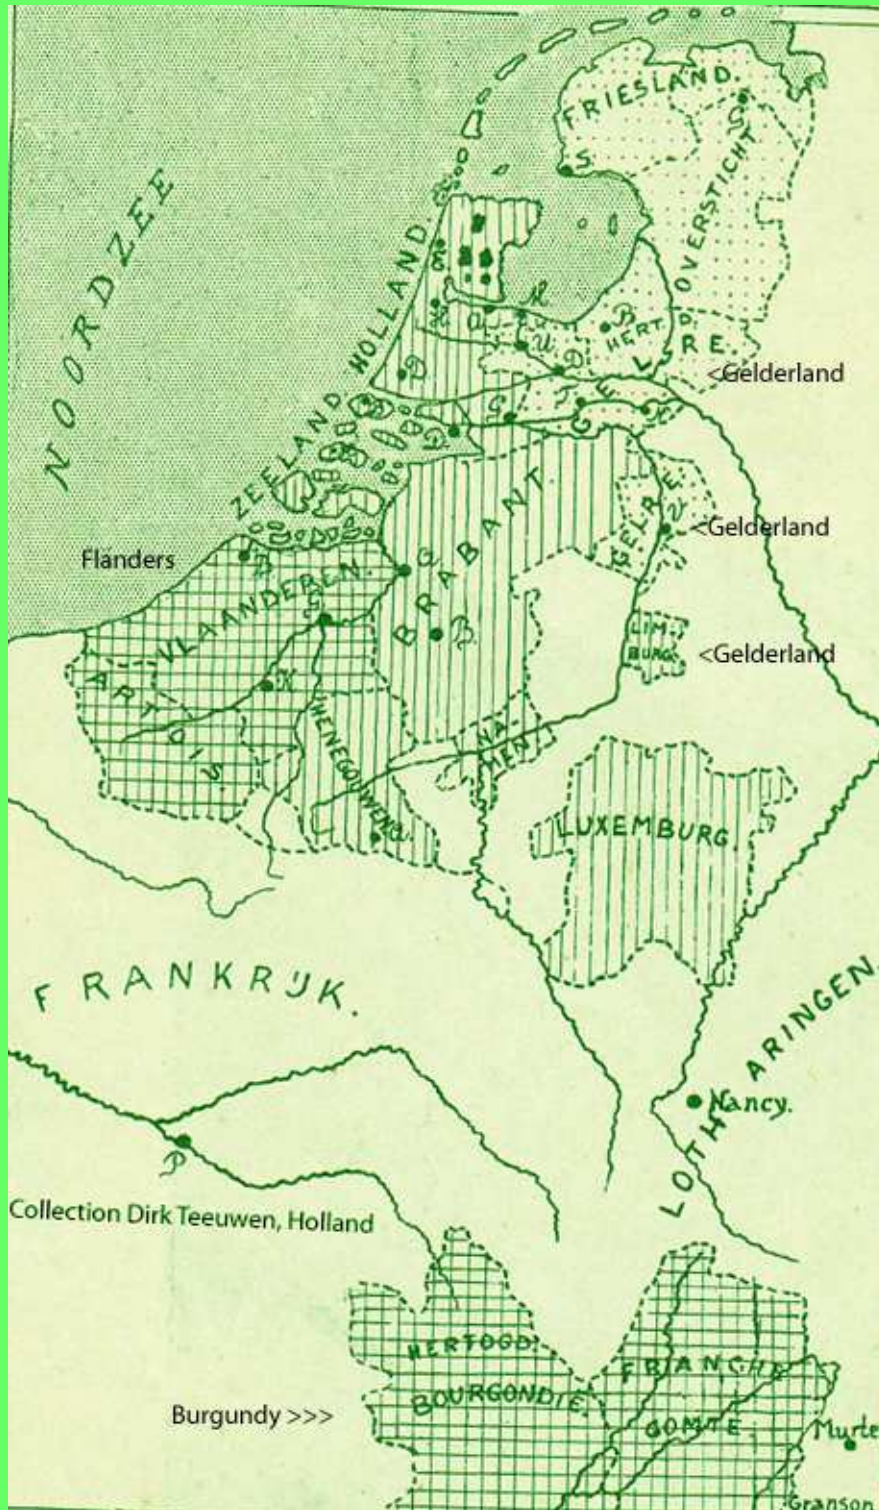 NOORDZEE
FRIESLAND.
G
S
OVERSTICHT
HOLLAND.
M
A
U
B
HERT. D.
GELRE.
<Gelderland
D
D
ZEELAND
GELRE
V
<Gelderland
Flanders
B
VLAANDEREN.
G
BRABANT
a
B
LIM-
BURG.
<Gelderland
ARTOIS.
K
HENEGOUWEN.
NA-
MEN
LUXEMBURG
FRANKRIJK.
LOTHARINGEN.
Nancy.
P
Collection Dirk Teeuwen, Holland
HERTOGD.
BOURGONDIË.
FRANCHE
COMTE.
Burgundy >>>
Murte
Granson